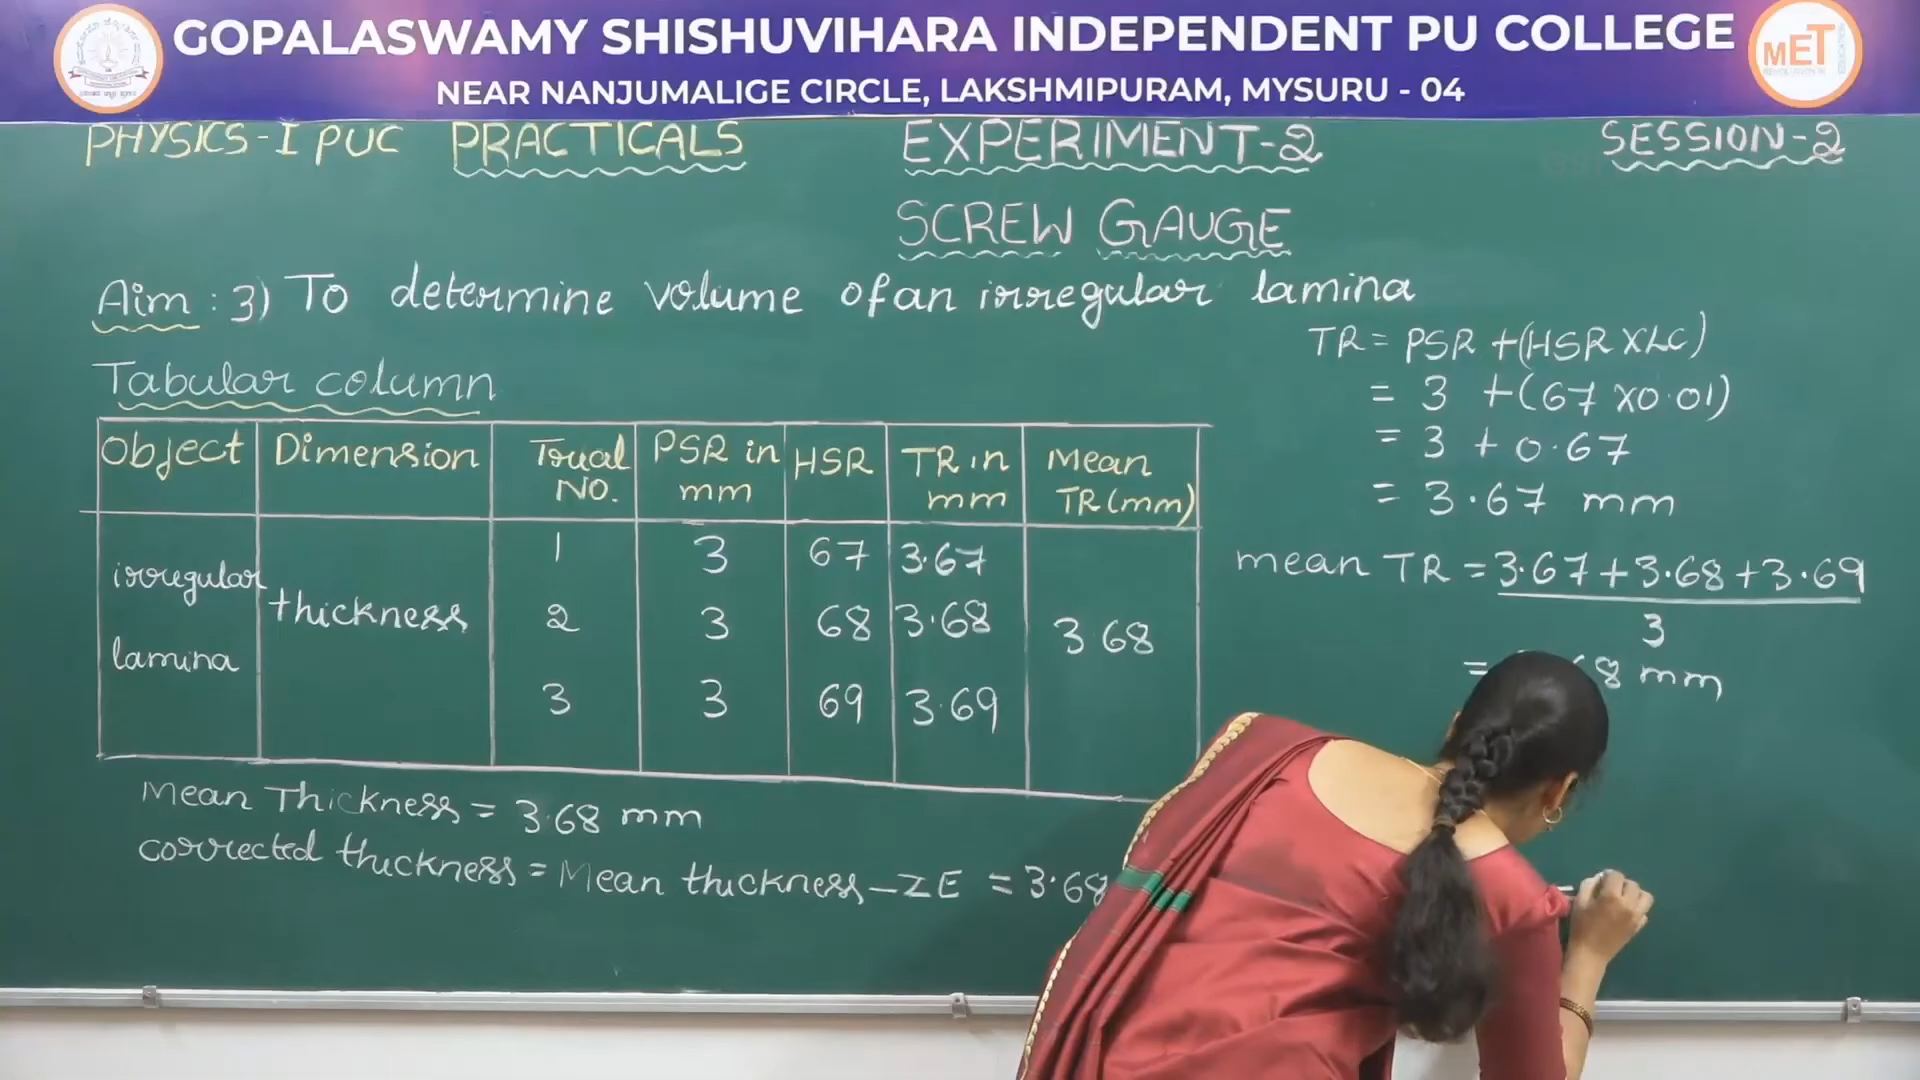 GOPALASWAMY SHISHUVIHARA INDEPENDENT PU COLLEGE
NEAR NANJUMALIGE CIRCLE, LAKSHMIPURAM, MYSURU - 04
MET
PHYSICS-I PUC PRACTICALS EXPERIMENT-2 SESSION-2
SCREW GAUGE
Aim : 3) To determine volume of an irregular lamina
Tabular column
Object Dimension Trial No. PSR in mm HSR TR in mm Mean TR (mm)
irregular lamina thickness
1 3 67 3.67
2 3 68 3.68 3 68
3 3 69 3.69
Mean Thickness = 3.68 mm
corrected thickness = Mean thickness - ZE = 3.68
TR = PSR + (HSR X LC)
= 3 + (67 X0.01)
= 3 + 0.67
= 3.67 mm
mean TR = 3.67 + 3.68 + 3.69
3
= 68 mm
=